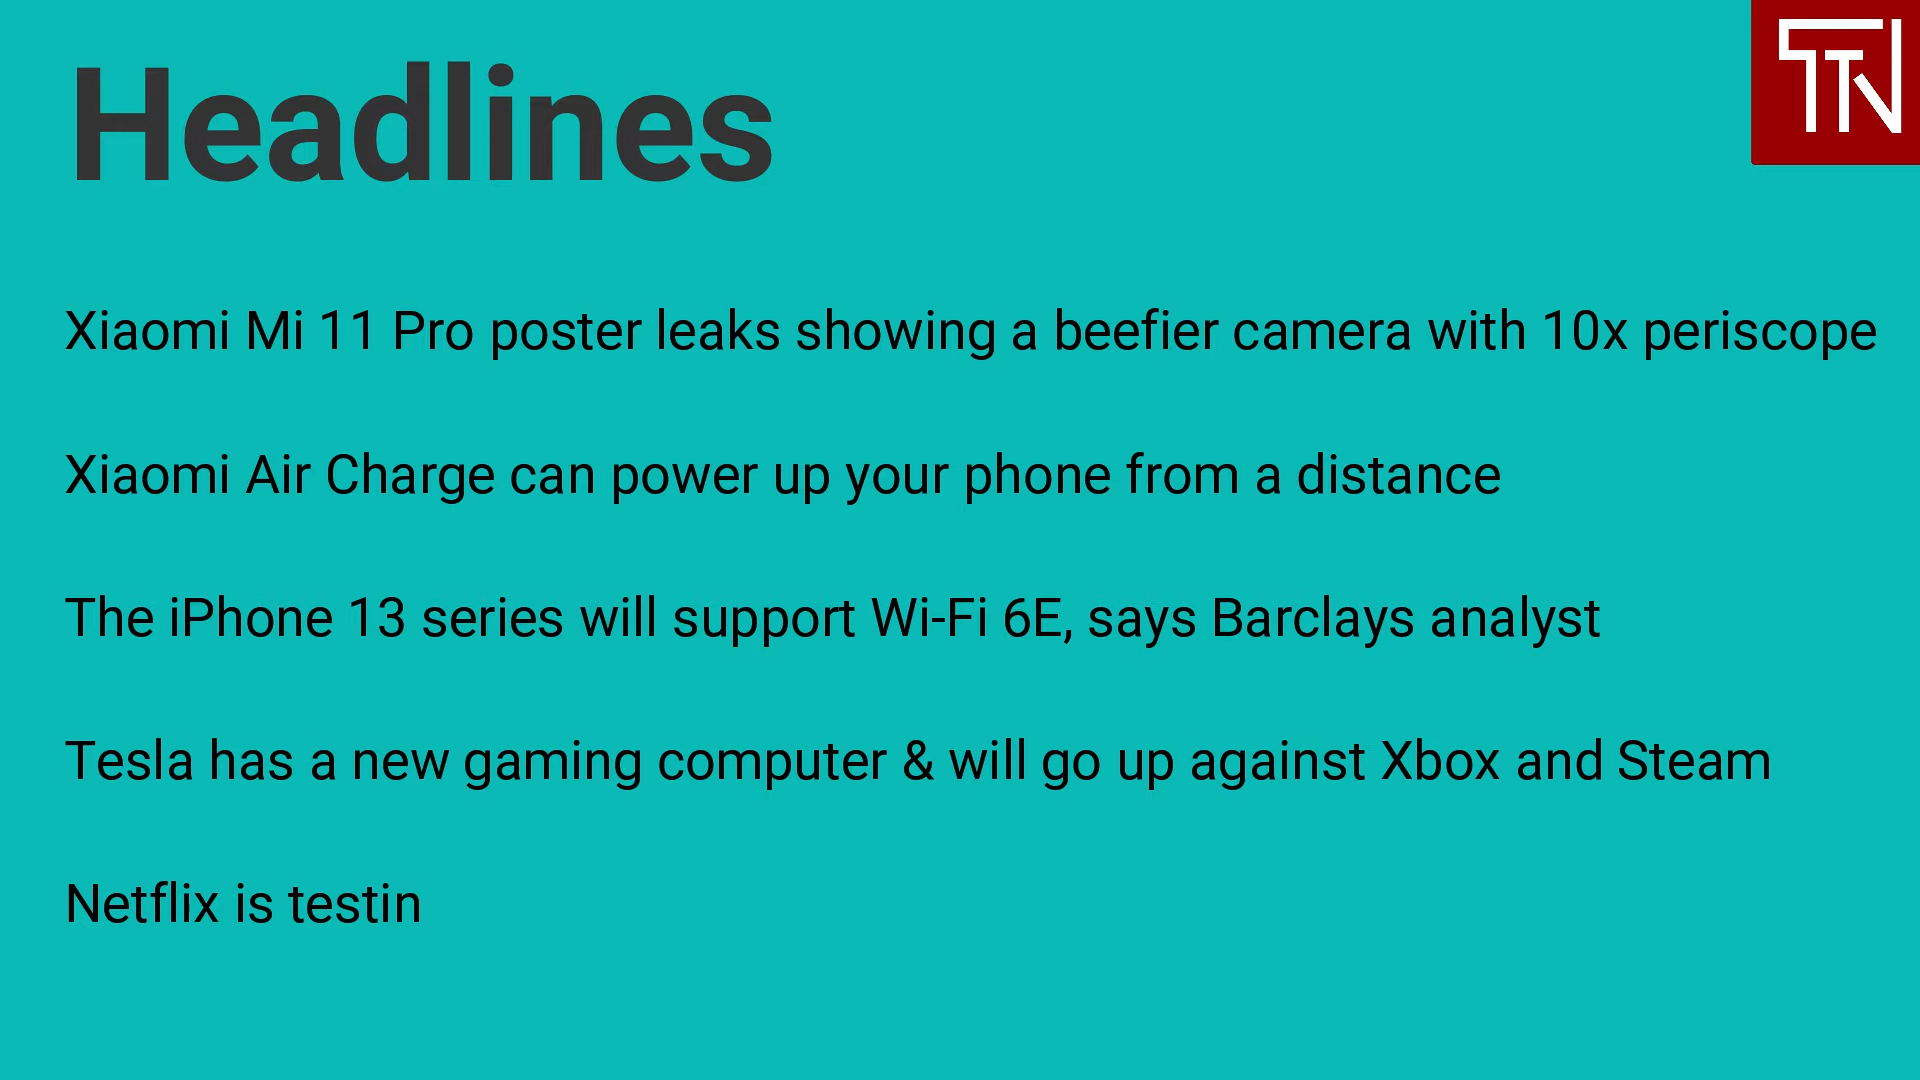 Headlines
TTN
Xiaomi Mi 11 Pro poster leaks showing a beefier camera with 10x periscope
Xiaomi Air Charge can power up your phone from a distance
The iPhone 13 series will support Wi-Fi 6E, says Barclays analyst
Tesla has a new gaming computer & will go up against Xbox and Steam
Netflix is testin